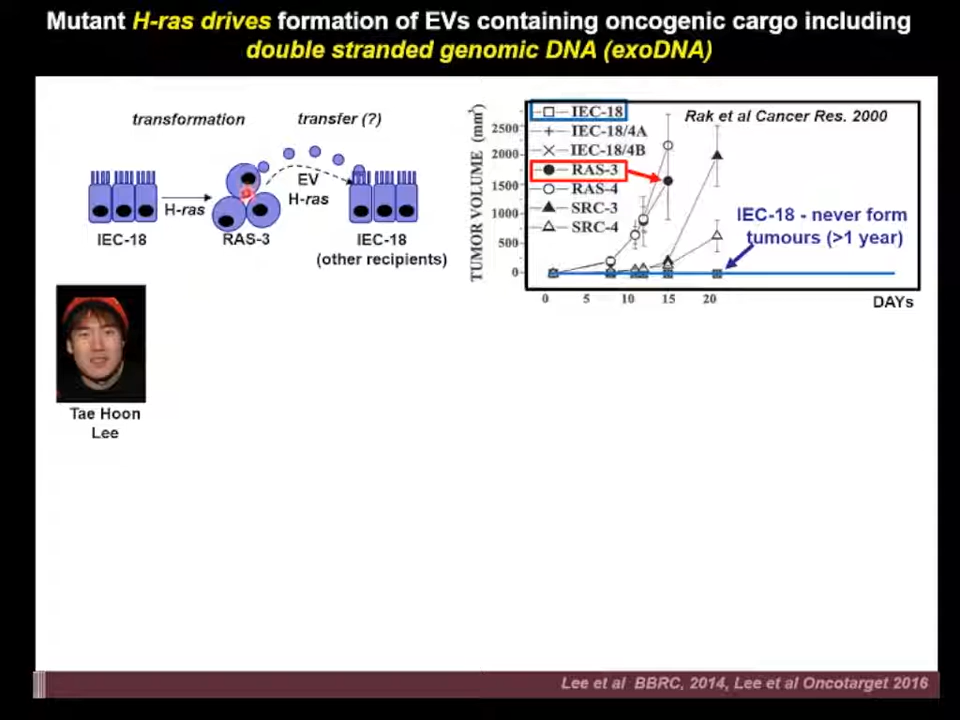 Mutant H-ras drives formation of EVs containing oncogenic cargo including
double stranded genomic DNA (exoDNA)
transformation
transfer (?)
EV
H-ras
H-ras
IEC-18
RAS-3
IEC-18
(other recipients)
TUMOR VOLUME (mm³)
2500
2000
1500
1000
500
0
IEC-18
IEC-18/4A
IEC-18/4B
RAS-3
RAS-4
SRC-3
SRC-4
Rak et al Cancer Res. 2000
IEC-18 - never form
tumours (>1 year)
0 5 10 15 20
DAYs
Tae Hoon
Lee
Lee et al BBRC, 2014, Lee et al Oncotarget 2016